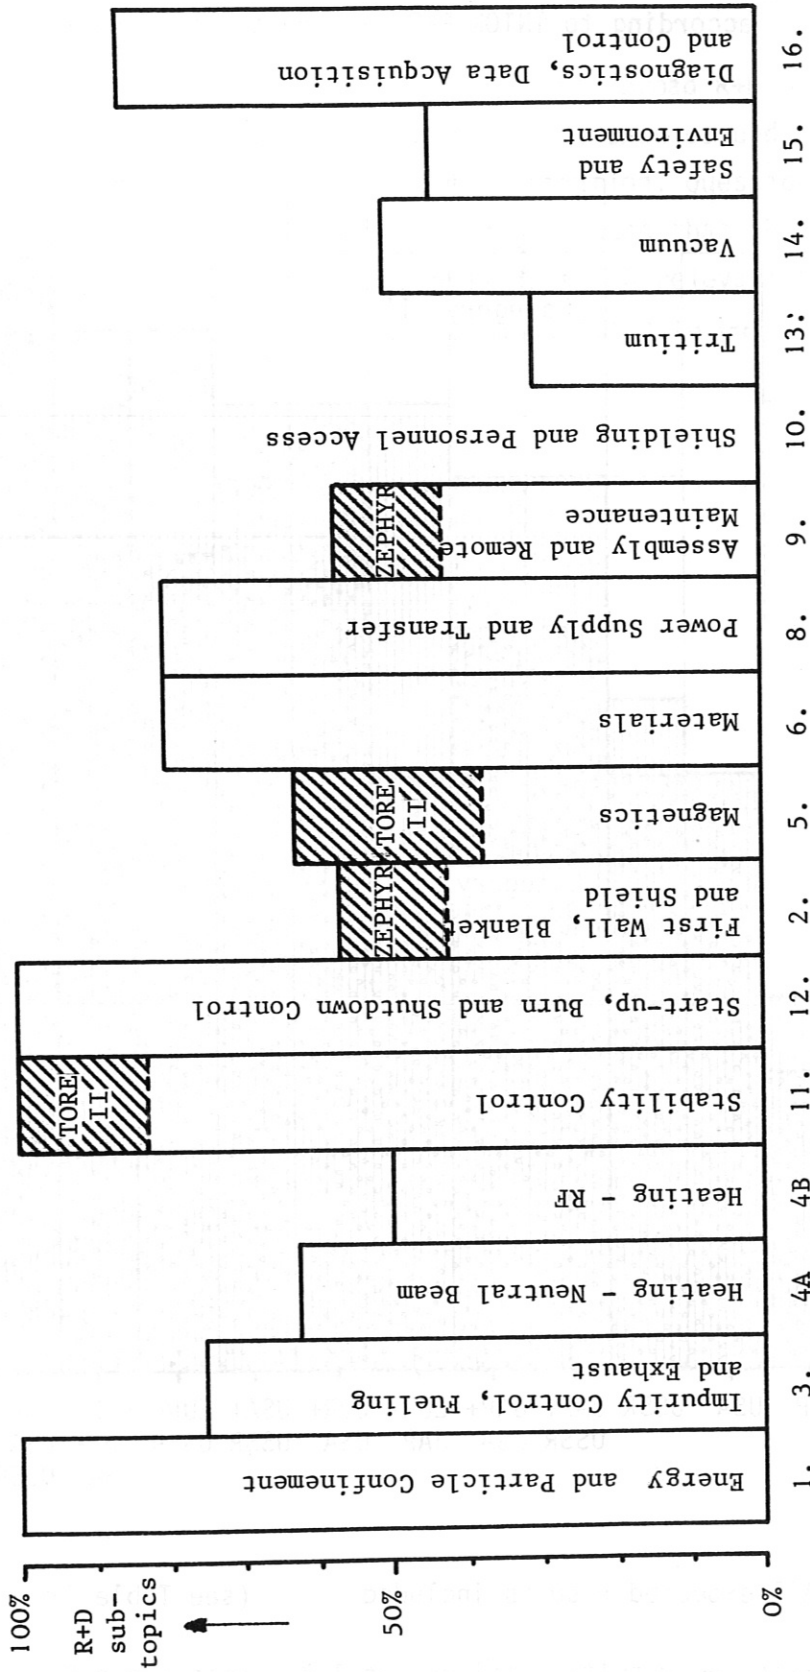 100%
R+D
sub-
topics
50%
0%
Energy and Particle Confinement
1.
Impurity Control, Fueling
and Exhaust
3.
Heating - Neutral Beam
4A
Heating - RF
4B
TORE
II
Stability Control
11.
Start-up, Burn and Shutdown Control
12.
ZEPHYR
First Wall, Blanket
and Shield
2.
TORE
II
Magnetics
5.
Materials
6.
Power Supply and Transfer
8.
ZEPHYR
Assembly and Remote
Maintenance
9.
Shielding and Personnel Access
10.
Tritium
13.
Vacuum
14.
Safety and
Environment
15.
Diagnostics, Data Acquisition
and Control
16.